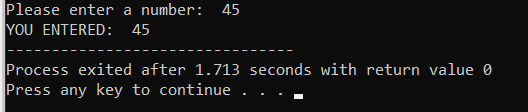 Please enter a number:  45
YOU ENTERED:  45
--------------------------------
Process exited after 1.713 seconds with return value 0
Press any key to continue . . .